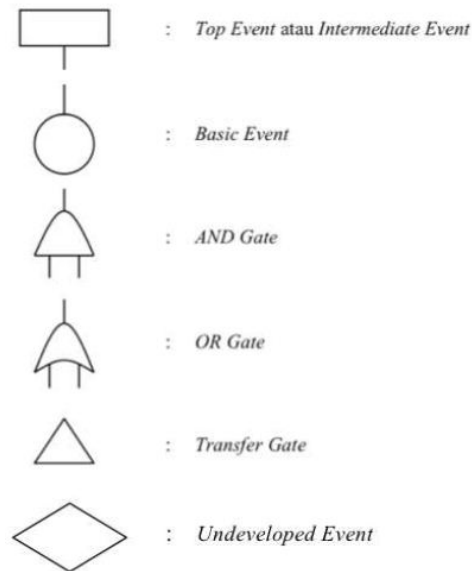 : Top Event atau Intermediate Event
: Basic Event
: AND Gate
: OR Gate
: Transfer Gate
: Undeveloped Event